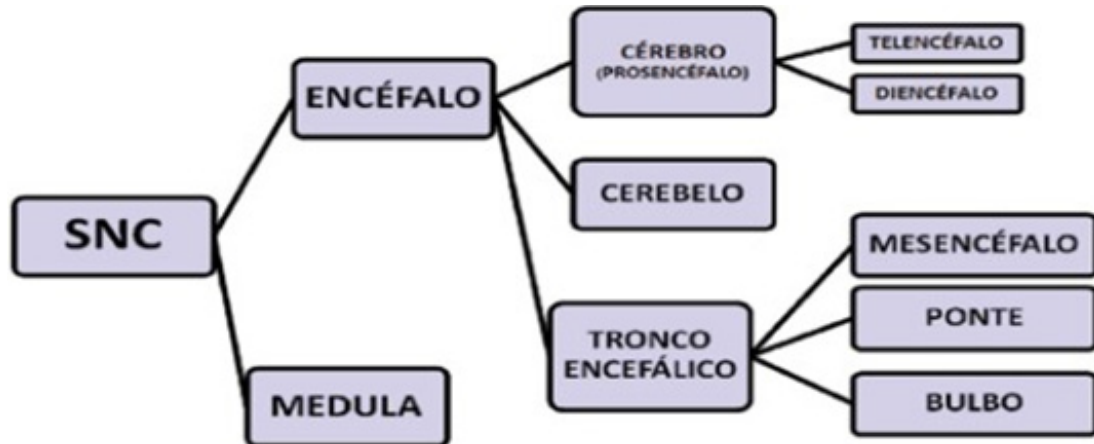 SNC
ENCÉFALO
MEDULA
CÉREBRO
(PROSENCÉFALO)
CEREBELO
TRONCO
ENCEFÁLICO
TELENCÉFALO
DIENCÉFALO
MESENCÉFALO
PONTE
BULBO